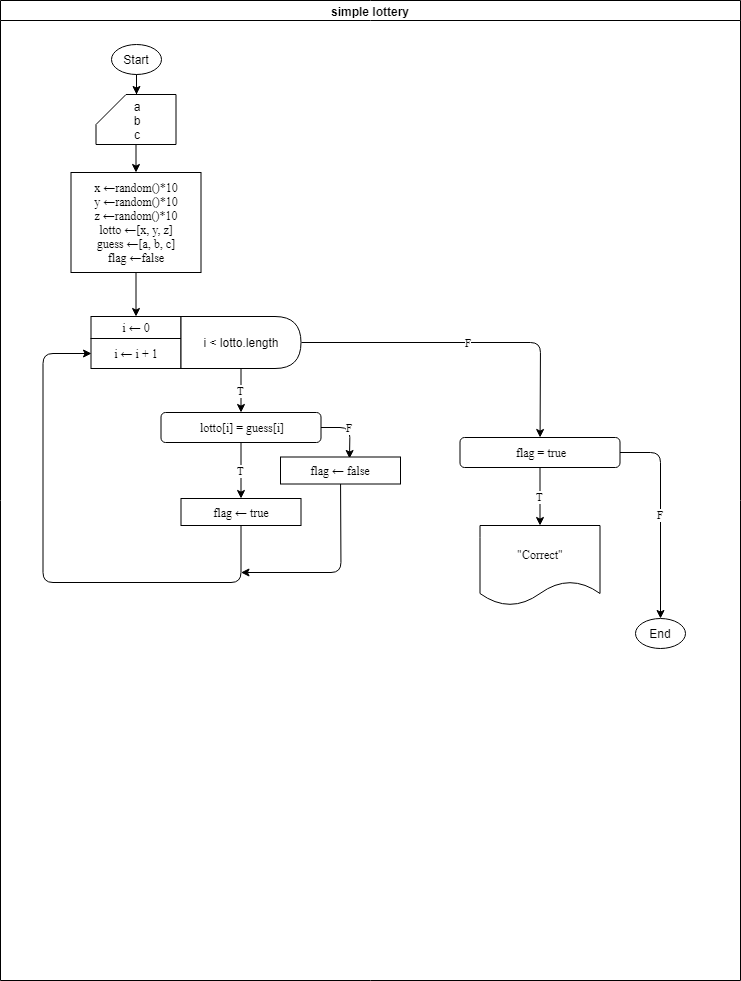 simple lottery
Start
a
b
c
x ←random()*10
y ←random()*10
z ←random()*10
lotto ←[x, y, z]
guess ←[a, b, c]
flag ←false
i ← 0
i < lotto.length
F
i ← i + 1
T
lotto[i] = guess[i]
F
flag = true
T
flag ← false
T
F
flag ← true
"Correct"
End